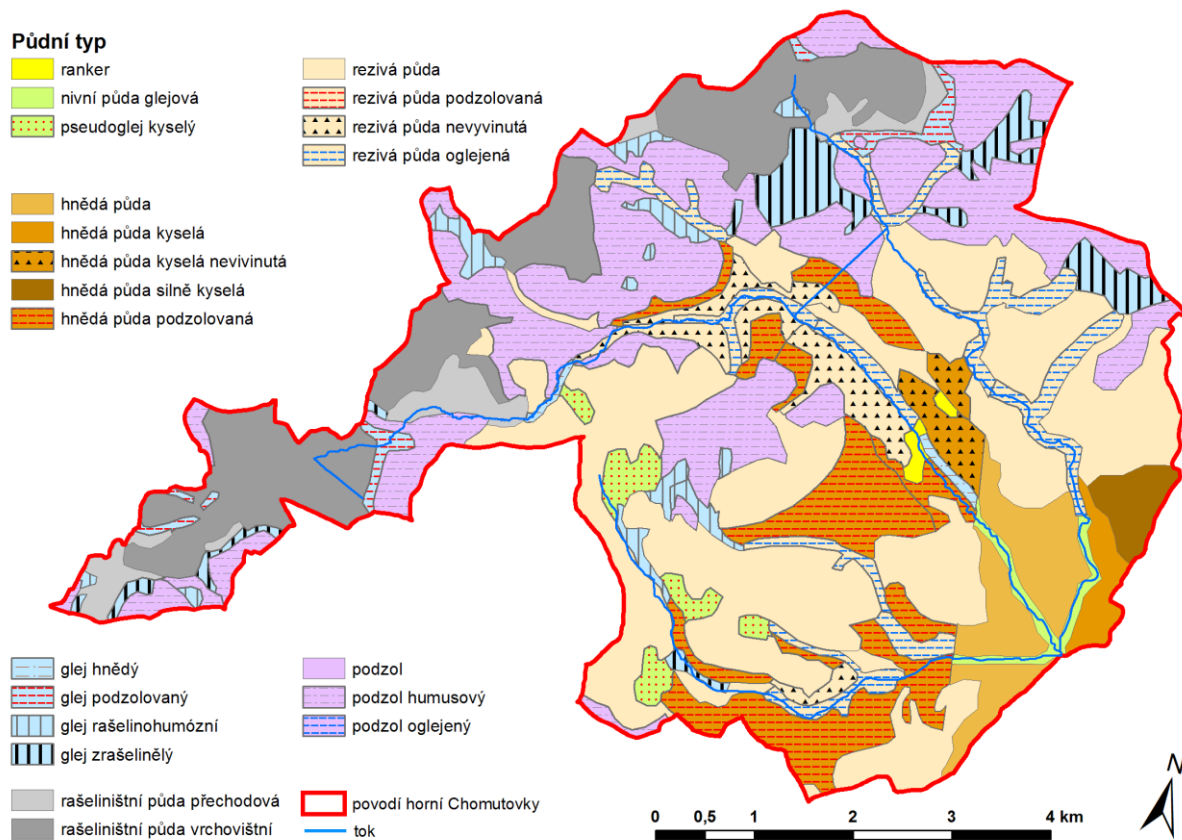 Půdní typ
ranker
nivní půda glejová
pseudoglej kyselý
rezivá půda
rezivá půda podzolovaná
rezivá půda nevyvinutá
rezivá půda oglejená
hnědá půda
hnědá půda kyselá
hnědá půda kyselá nevivinutá
hnědá půda silně kyselá
hnědá půda podzolovaná
glej hnědý
glej podzolovaný
glej rašelinohumózní
glej zrašelinělý
podzol
podzol humusový
podzol oglejený
rašeliništní půda přechodová
rašeliništní půda vrchovištní
povodí horní Chomutovky
tok
0 0,5 1 2 3 4 km
N